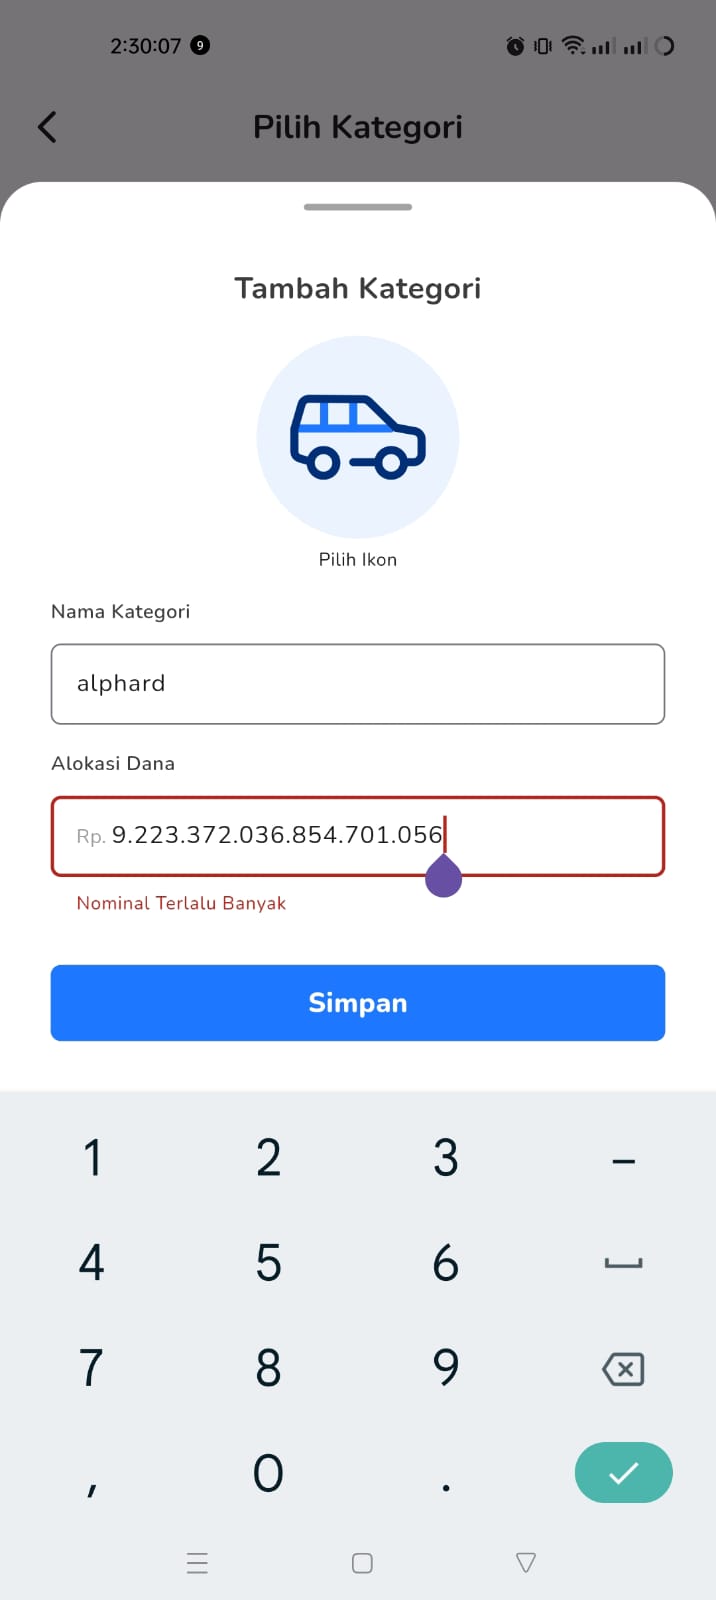 2:30:07 9
Pilih Kategori
Tambah Kategori
Pilih Ikon
Nama Kategori
alphard
Alokasi Dana
Rp. 9.223.372.036.854.701.056
Nominal Terlalu Banyak
Simpan
1 2 3 –
4 5 6
7 8 9
, 0 .